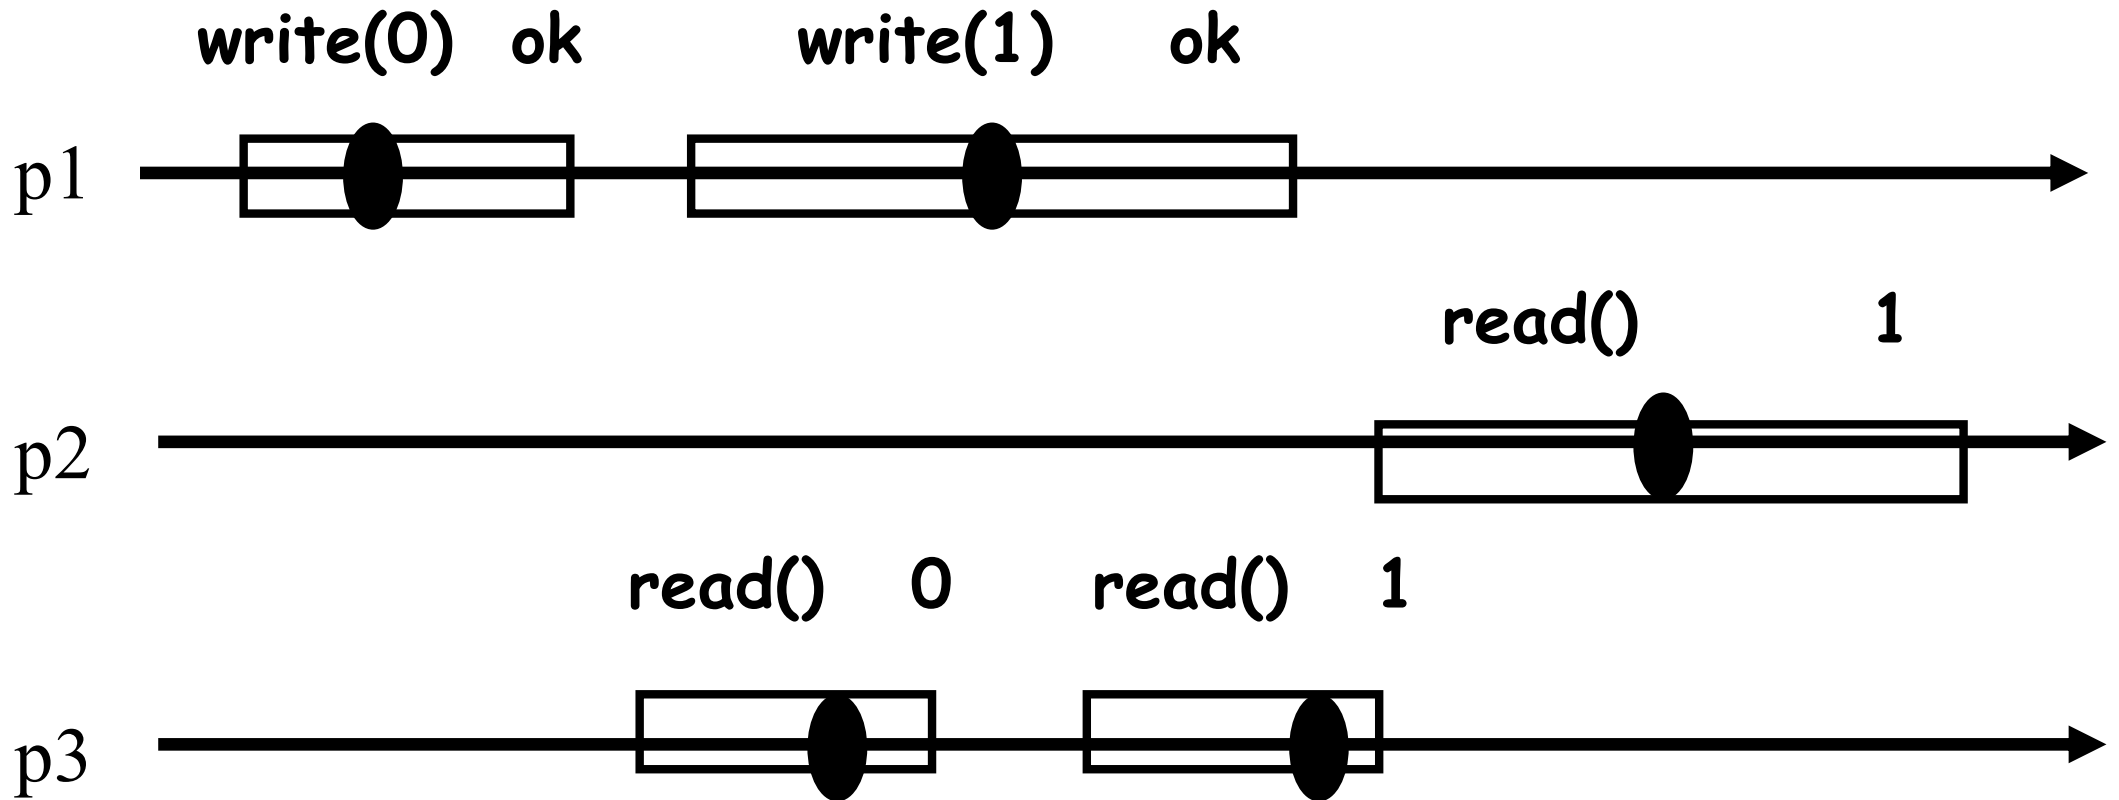 write(0) ok write(1) ok
p1
read() 1
p2
read() 0 read() 1
p3